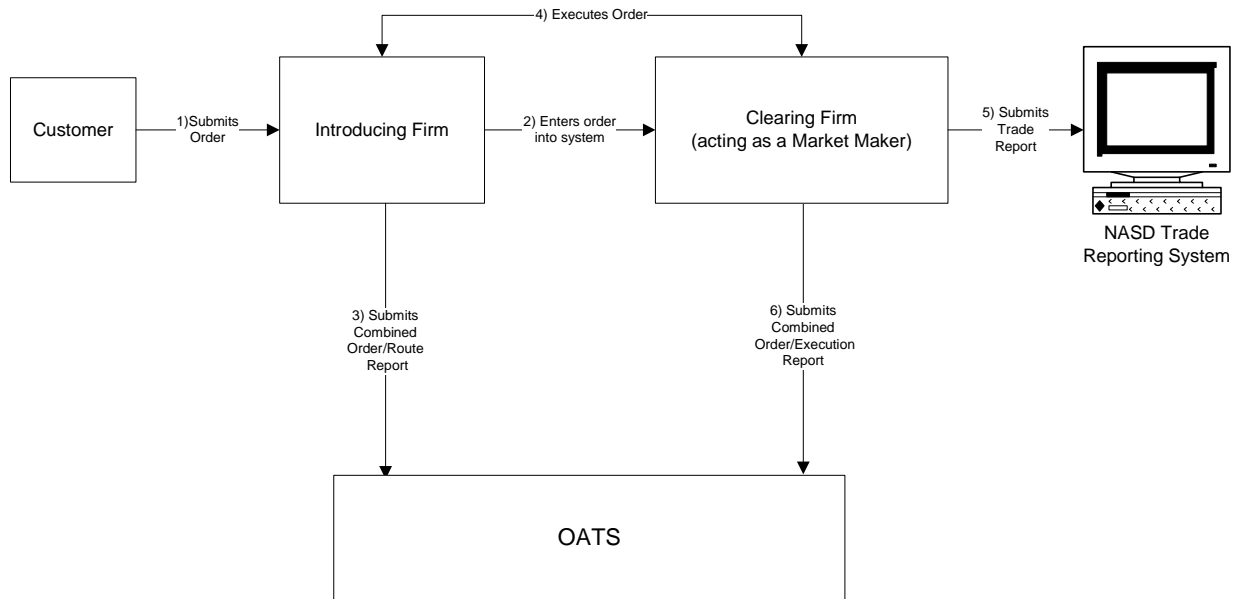 4) Executes Order
Customer
1)Submits
Order
Introducing Firm
2) Enters order
into system
Clearing Firm
(acting as a Market Maker)
5) Submits
Trade
Report
NASD Trade
Reporting System
3) Submits
Combined
Order/Route
Report
6) Submits
Combined
Order/Execution
Report
OATS